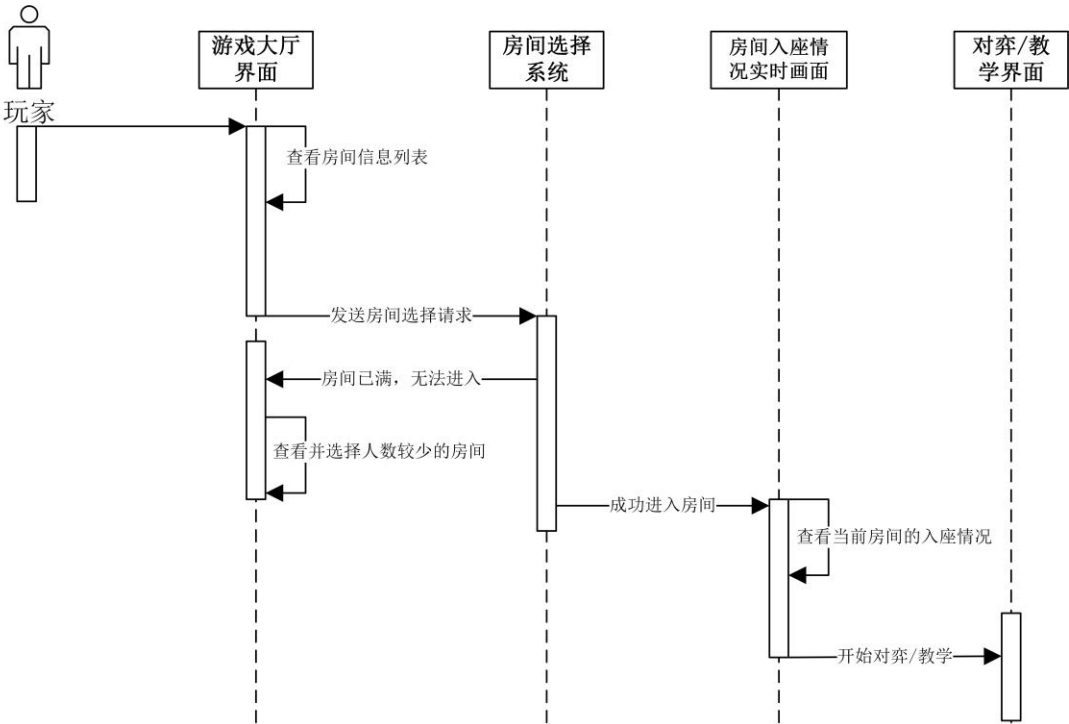 玩家
游戏大厅
界面
房间选择
系统
房间入座情
况实时画面
对弈/教
学界面
查看房间信息列表
发送房间选择请求
房间已满，无法进入
查看并选择人数较少的房间
成功进入房间
查看当前房间的入座情况
开始对弈/教学